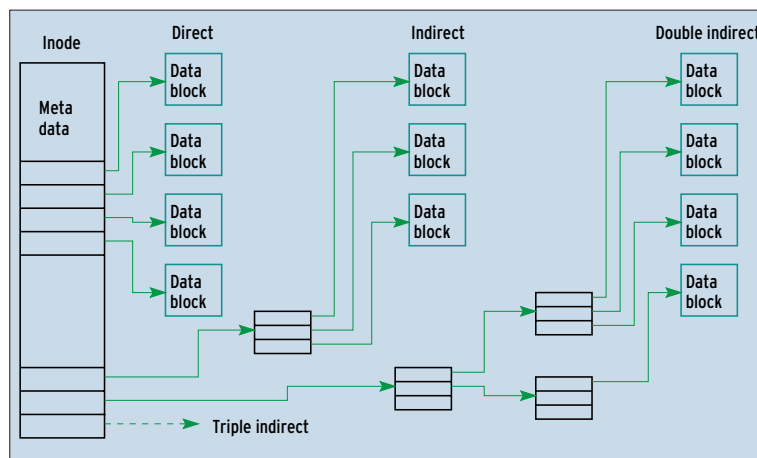 Inode
Direct
Indirect
Double indirect
Meta
data
Data
block
Data
block
Data
block
Data
block
Data
block
Data
block
Data
block
Data
block
Data
block
Data
block
Data
block
Triple indirect